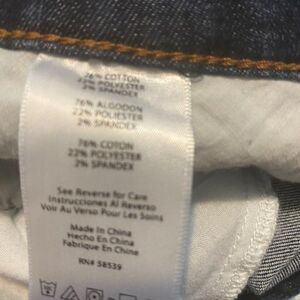 76% COTTON
22% POLYESTER
2% SPANDEX
76% ALGODON
22% POLIESTER
2% SPANDEX
76% COTON
22% POLYESTER
2% SPANDEX
See Reverse for Care
Instrucciones Al Reverso
Voir Au Verso Pour Les Soins
Made In China
Hecho En China
Fabrique En Chine
RN# 58539